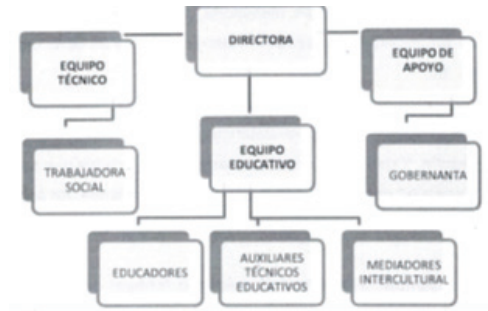 DIRECTORA
EQUIPO
TÉCNICO
EQUIPO DE
APOYO
EQUIPO
EDUCATIVO
TRABAJADORA
SOCIAL
GOBERNANTA
EDUCADORES
AUXILIARES
TÉCNICOS
EDUCATIVOS
MEDIADORES
INTERCULTURAL